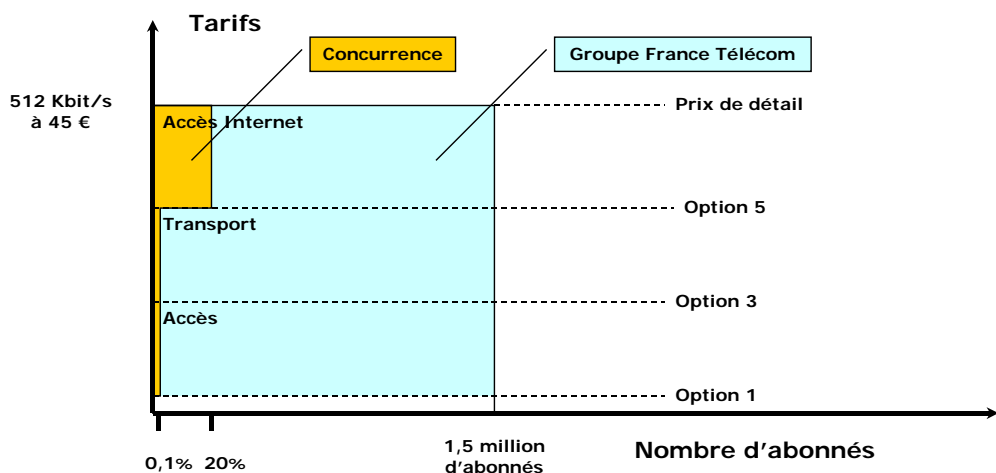 Tarifs
Concurrence
Groupe France Télécom
512 Kbit/s
à 45 €
Prix de détail
Accès Internet
Option 5
Transport
Option 3
Accès
Option 1
0,1%
20%
1,5 million
d'abonnés
Nombre d'abonnés